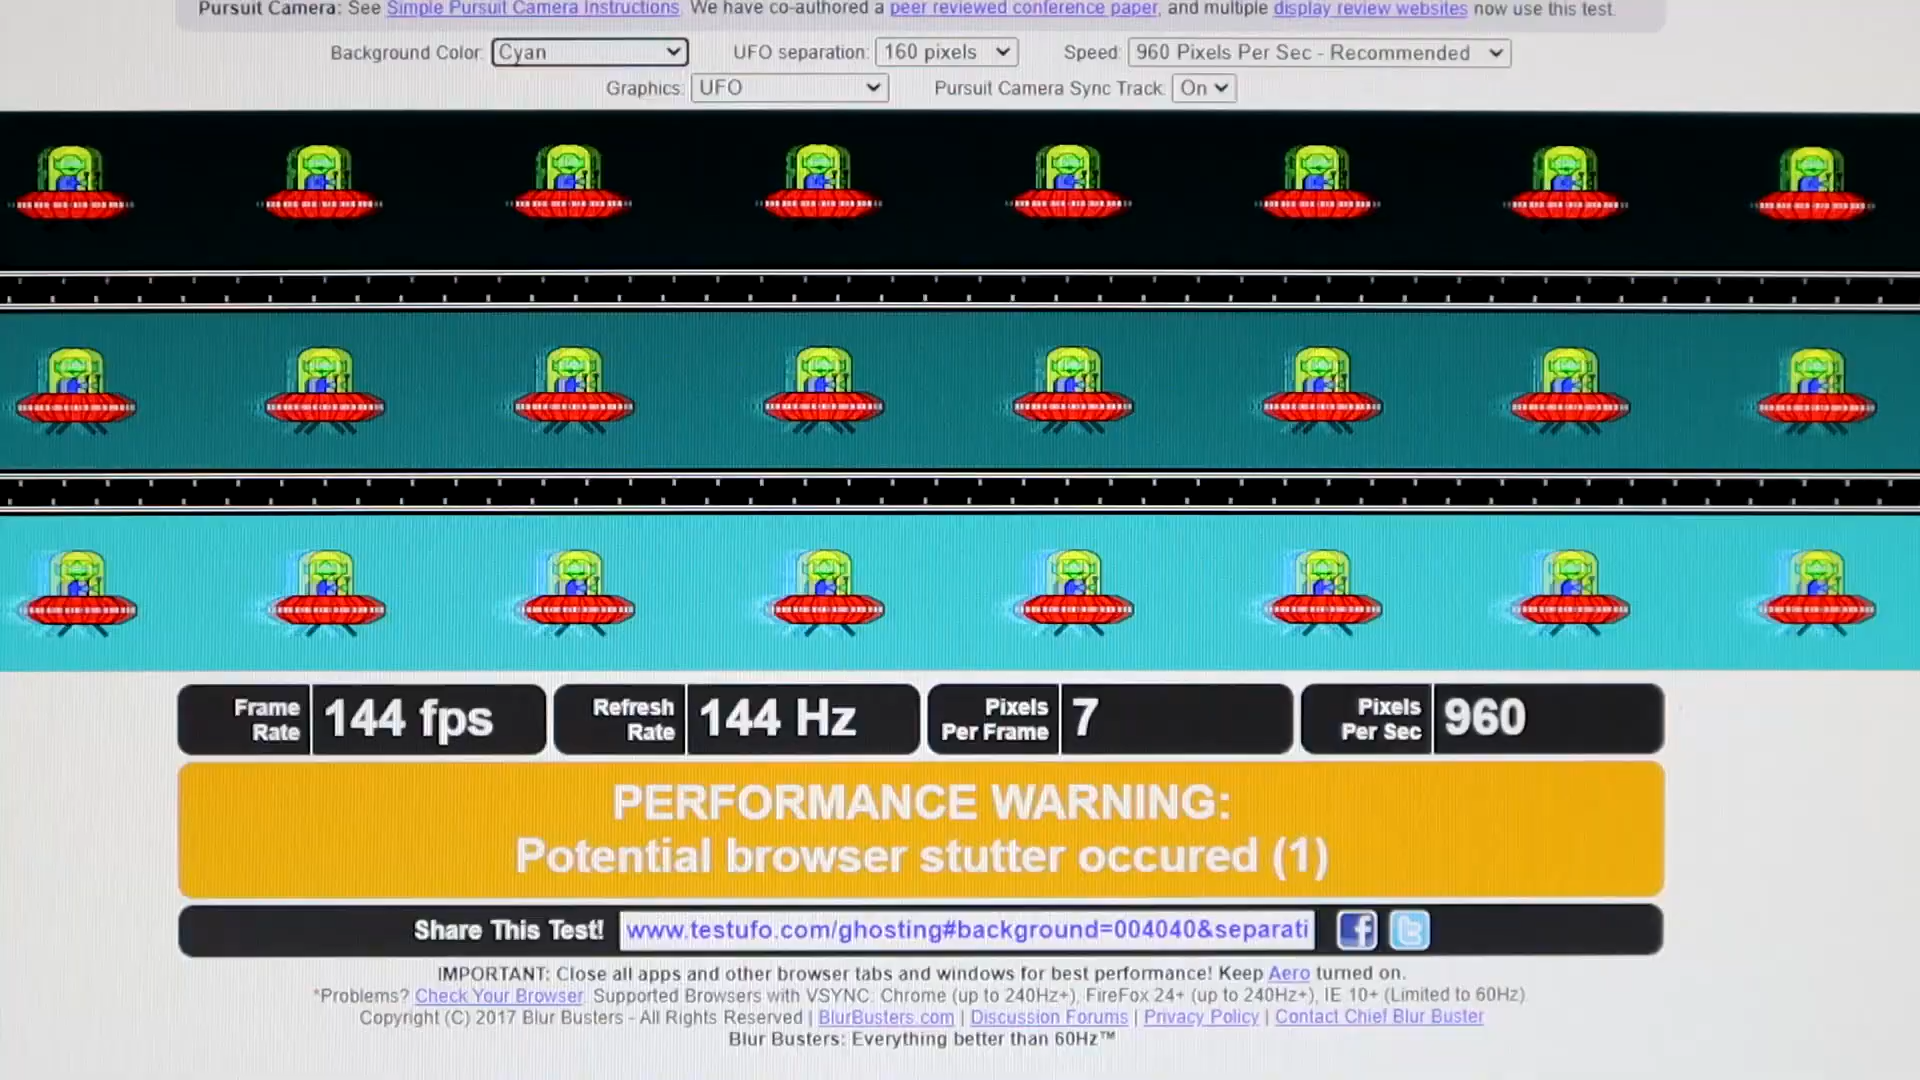 Pursuit Camera: See Simple Pursuit Camera Instructions. We have co-authored a peer reviewed conference paper, and multiple display review websites now use this test.
Background Color: Cyan UFO separation: 160 pixels Speed: 960 Pixels Per Sec - Recommended
Graphics: UFO Pursuit Camera Sync Track: On
Frame Rate 144 fps Refresh Rate 144 Hz Pixels Per Frame 7 Pixels Per Sec 960
PERFORMANCE WARNING:
Potential browser stutter occured (1)
Share This Test! www.testufo.com/ghosting#background=004040&separati
IMPORTANT: Close all apps and other browser tabs and windows for best performance! Keep Aero turned on.
*Problems? Check Your Browser. Supported Browsers with VSYNC: Chrome (up to 240Hz+), FireFox 24+ (up to 240Hz+), IE 10+ (Limited to 60Hz)
Copyright (C) 2017 Blur Busters - All Rights Reserved | BlurBusters.com | Discussion Forums | Privacy Policy | Contact Chief Blur Buster
Blur Busters: Everything better than 60Hz™